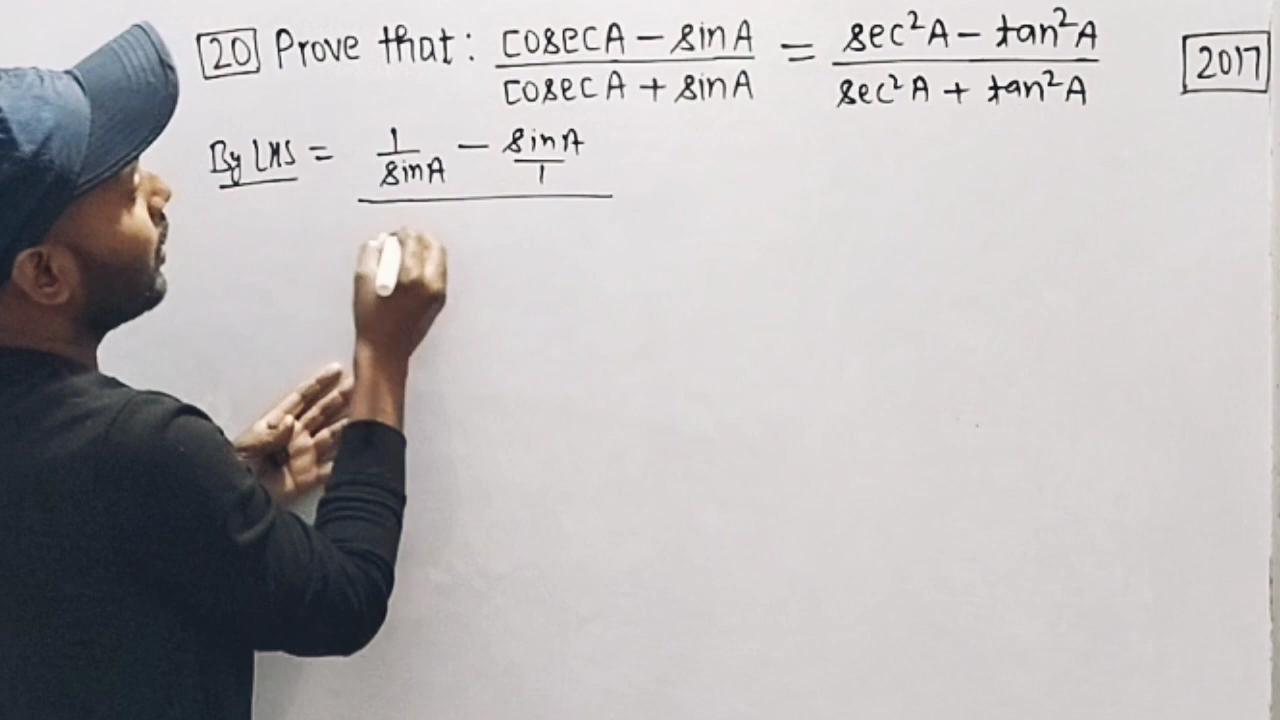 20 Prove that : cosecA - sinA / cosecA + sinA = sec²A - tan²A / sec²A + tan²A 2017
By LHS = 1/sinA - sinA/1